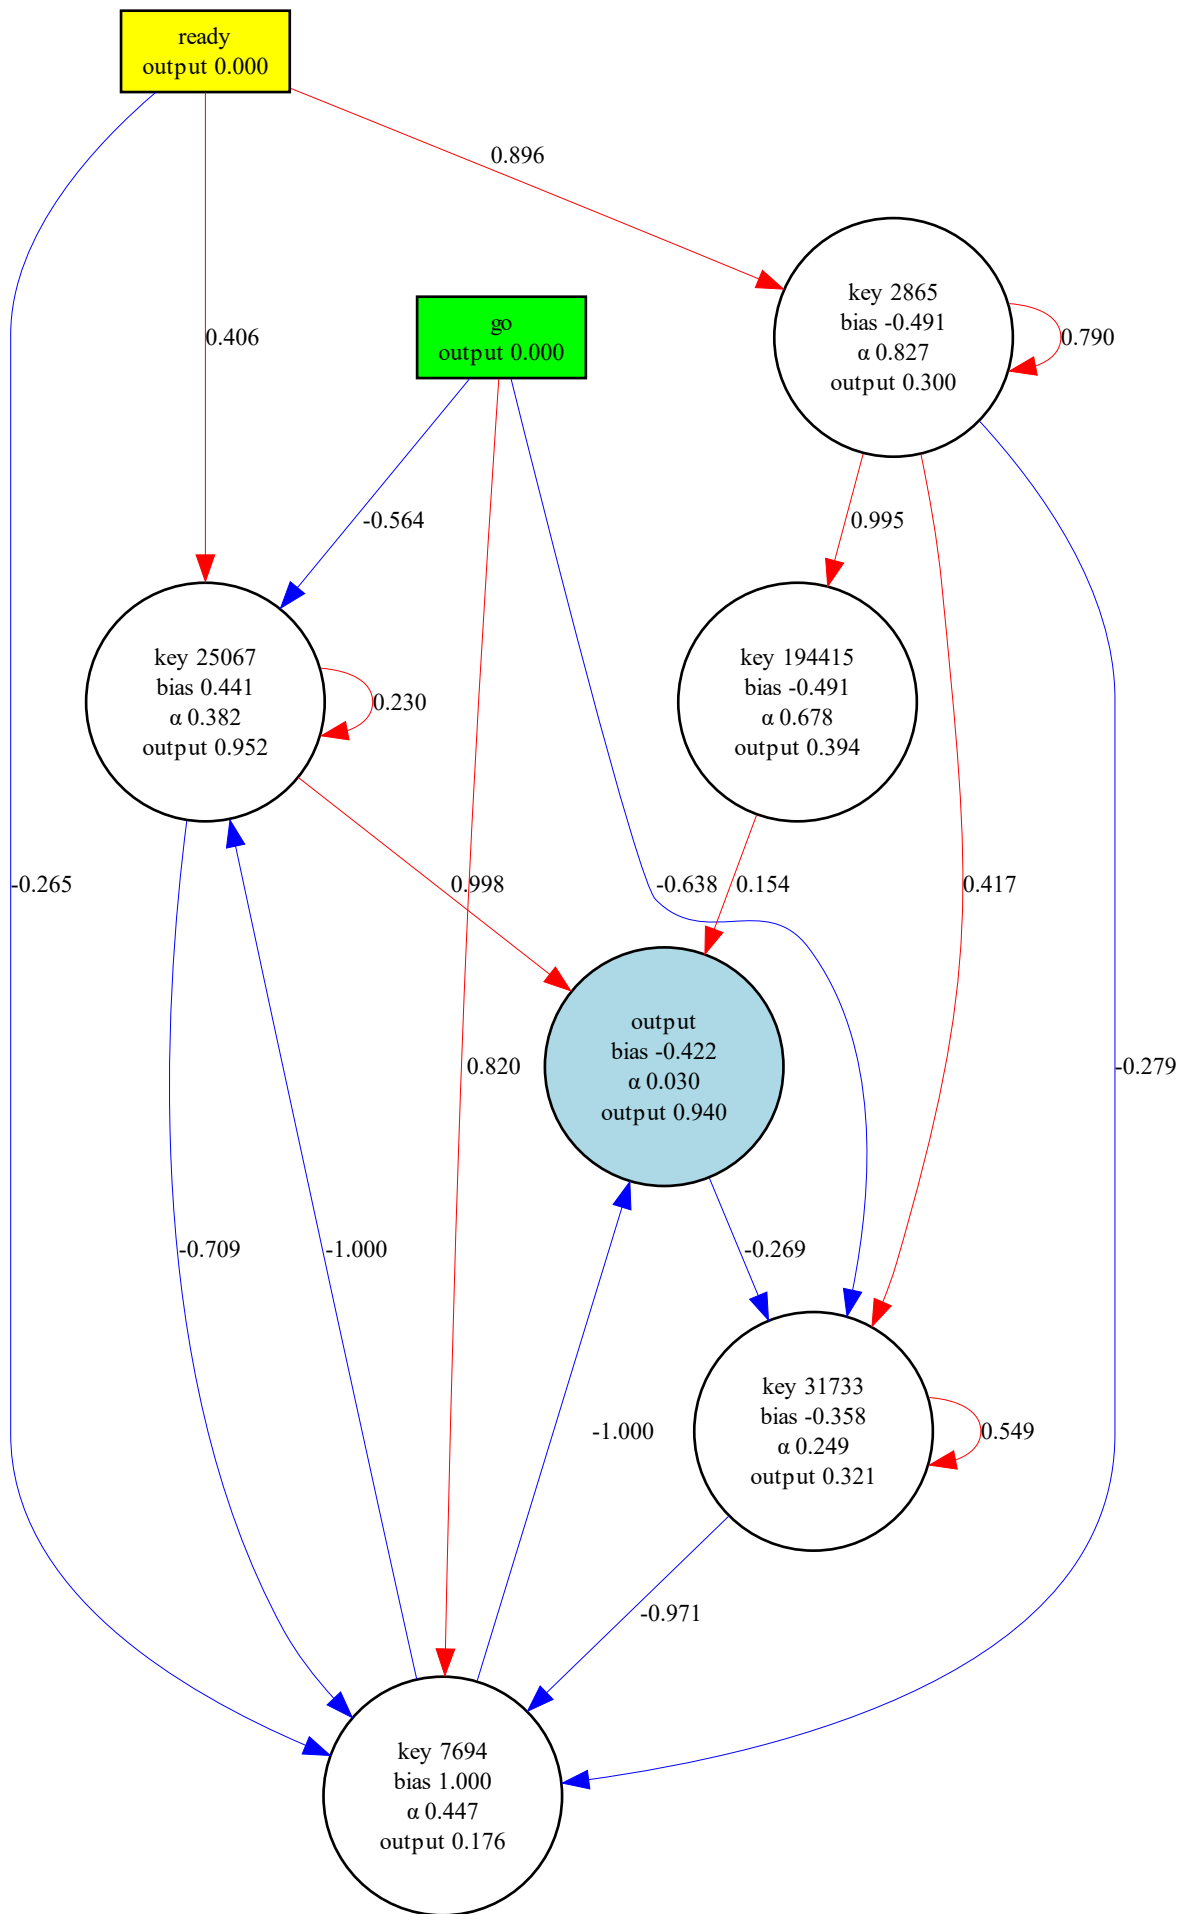 ready
output 0.000
0.896
key 2865
bias -0.491
α 0.827
output 0.300
0.790
go
output 0.000
0.406
-0.564
0.995
key 25067
bias 0.441
α 0.382
output 0.952
0.230
key 194415
bias -0.491
α 0.678
output 0.394
-0.265
0.998
-0.638
0.154
0.417
output
bias -0.422
α 0.030
output 0.940
0.820
-0.279
-0.709
-1.000
-0.269
key 31733
bias -0.358
α 0.249
output 0.321
0.549
-1.000
-0.971
key 7694
bias 1.000
α 0.447
output 0.176